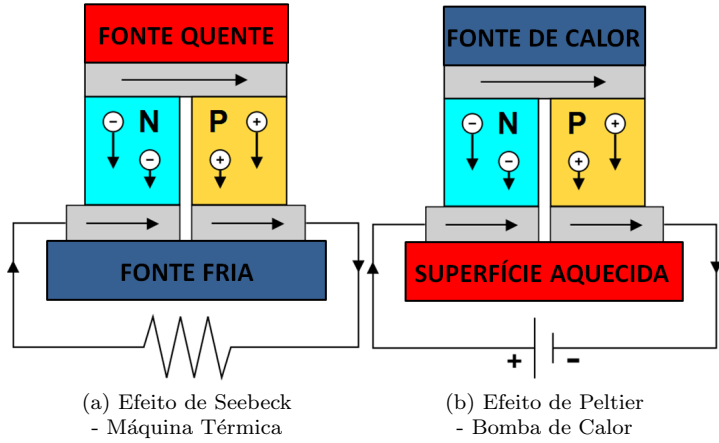 FONTE QUENTE
N P
FONTE FRIA
(a) Efeito de Seebeck
- Máquina Térmica
FONTE DE CALOR
N P
SUPERFÍCIE AQUECIDA
+ -
(b) Efeito de Peltier
- Bomba de Calor